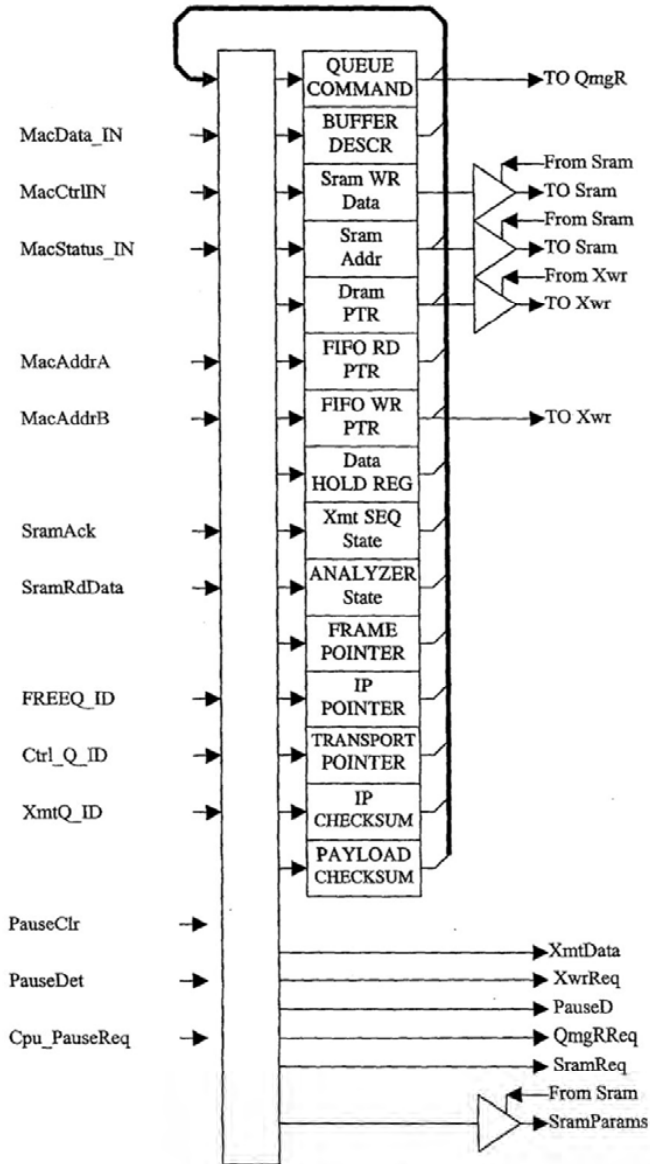 QUEUE
COMMAND
TO QmgR
MacData_IN
BUFFER
DESCR
From Sram
MacCtrlIN
Sram WR
Data
TO Sram
From Sram
MacStatus_IN
Sram
Addr
TO Sram
From Xwr
Dram
PTR
TO Xwr
MacAddrA
FIFO RD
PTR
MacAddrB
FIFO WR
PTR
TO Xwr
Data
HOLD REG
SramAck
Xmt SEQ
State
SramRdData
ANALYZER
State
FRAME
POINTER
FREEQ_ID
IP
POINTER
Ctrl_Q_ID
TRANSPORT
POINTER
XmtQ_ID
IP
CHECKSUM
PAYLOAD
CHECKSUM
PauseClr
XmtData
PauseDet
XwrReq
PauseD
Cpu_PauseReq
QmgRReq
SramReq
From Sram
SramParams